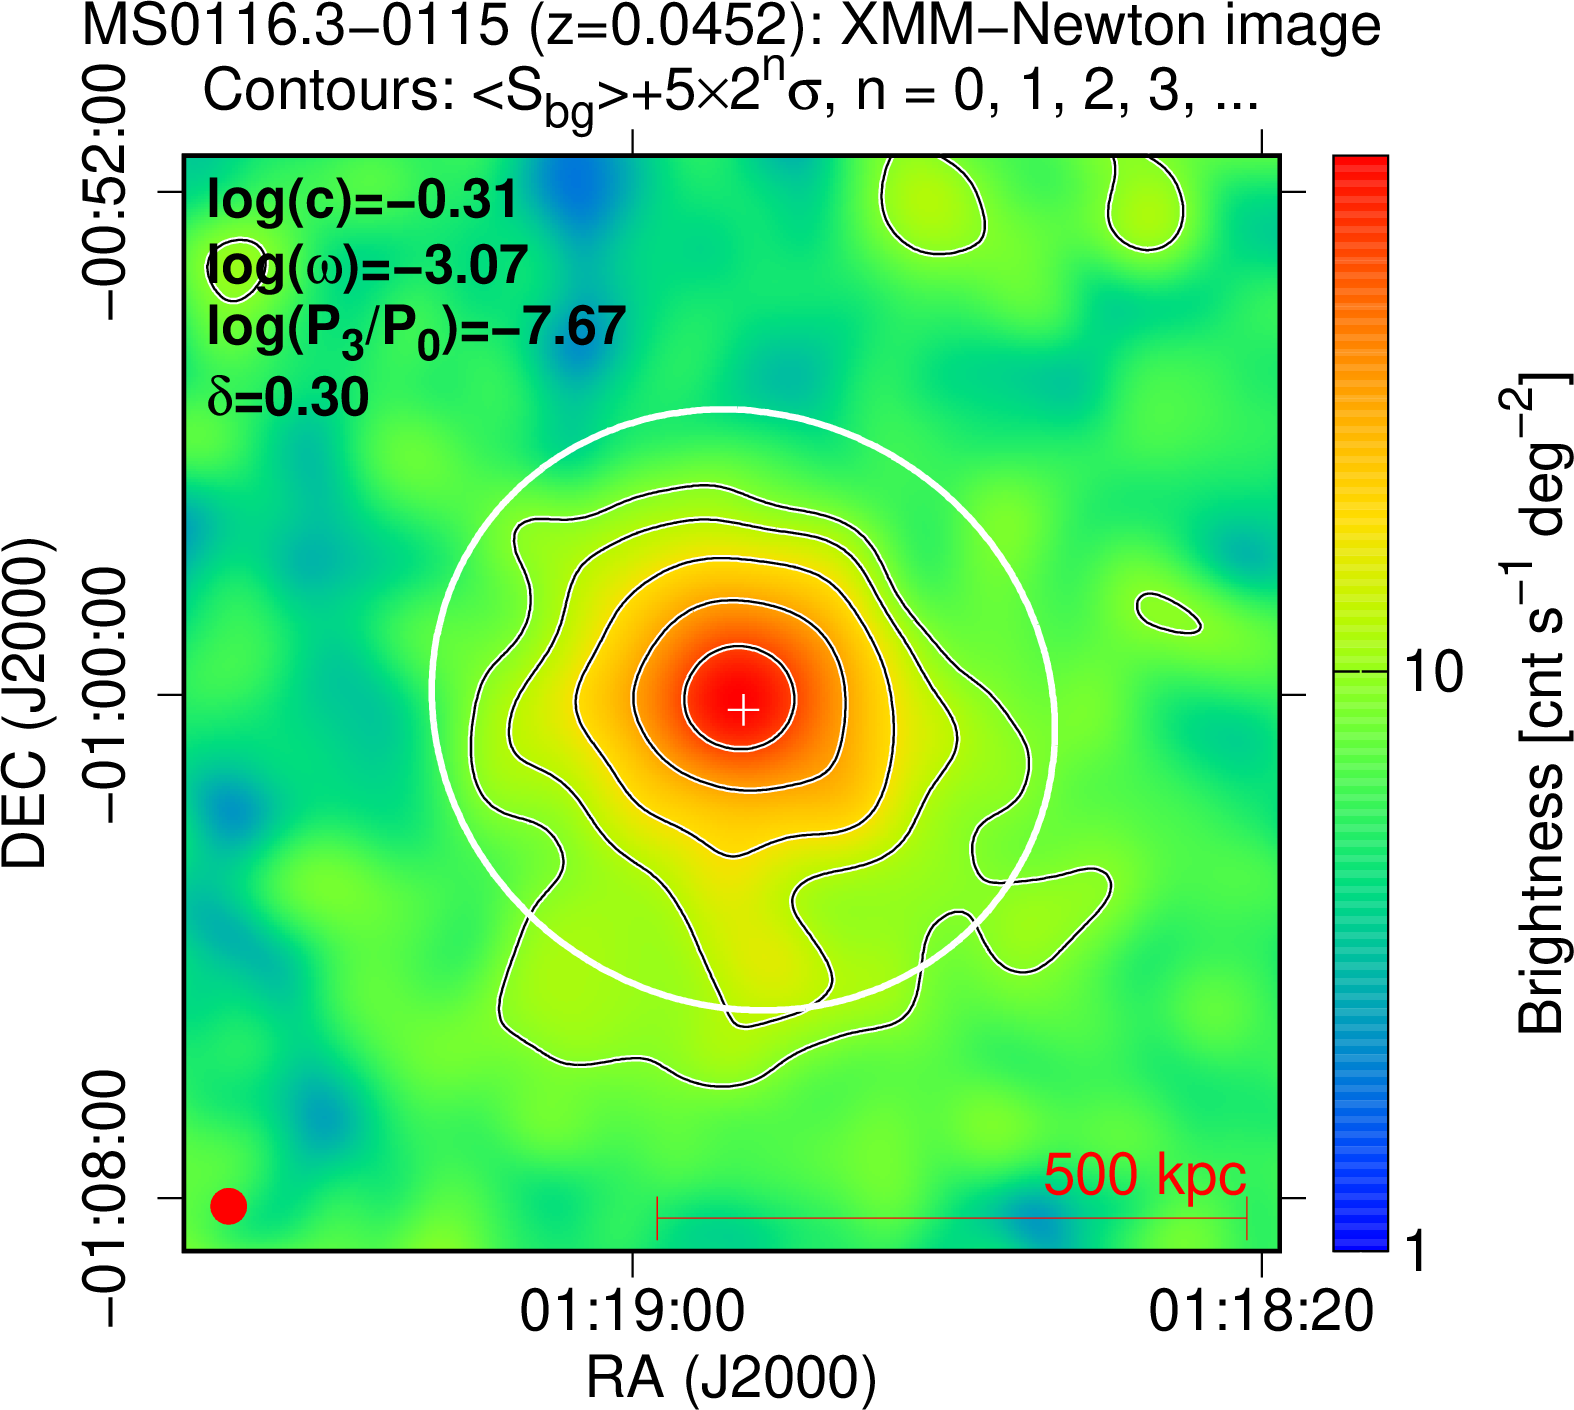 MS0116.3−0115 (z=0.0452): XMM−Newton image
Contours: <S_bg>+5×2^nσ, n = 0, 1, 2, 3, ...
log(c)=−0.31
log(ω)=−3.07
log(P_3/P_0)=−7.67
δ=0.30
−00:52:00
−01:00:00
−01:08:00
DEC (J2000)
500 kpc
01:19:00
01:18:20
RA (J2000)
10
1
Brightness [cnt s^−1 deg^−2]